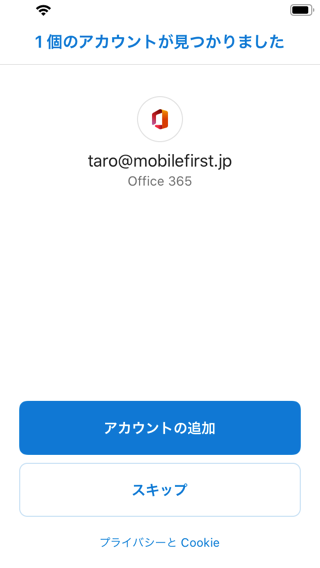 1 個のアカウントが見つかりました
taro@mobilefirst.jp
Office 365
アカウントの追加
スキップ
プライバシーと Cookie